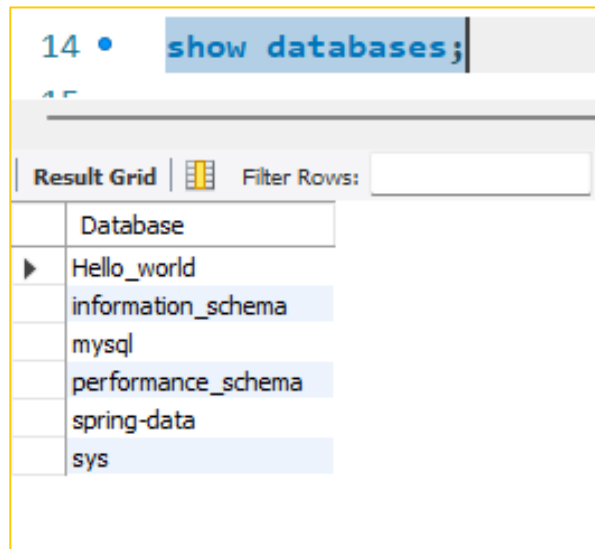 14 show databases;
Result Grid Filter Rows:
Database
Hello_world
information_schema
mysql
performance_schema
spring-data
sys